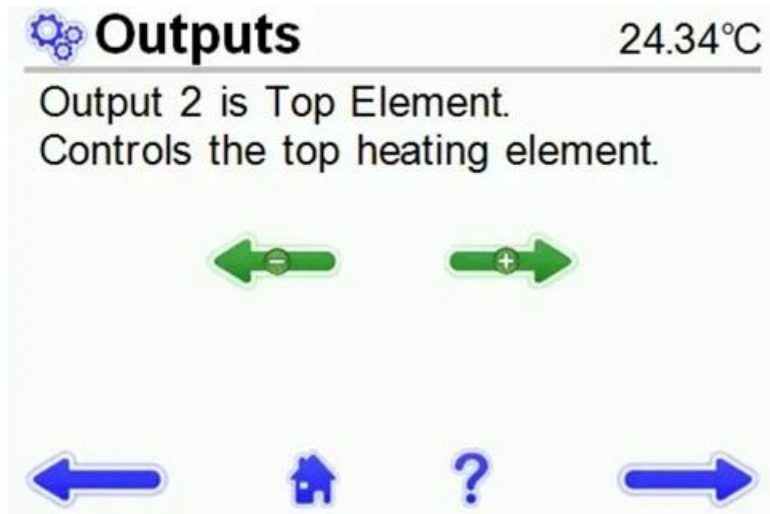 Outputs 24.34°C
Output 2 is Top Element.
Controls the top heating element.
?